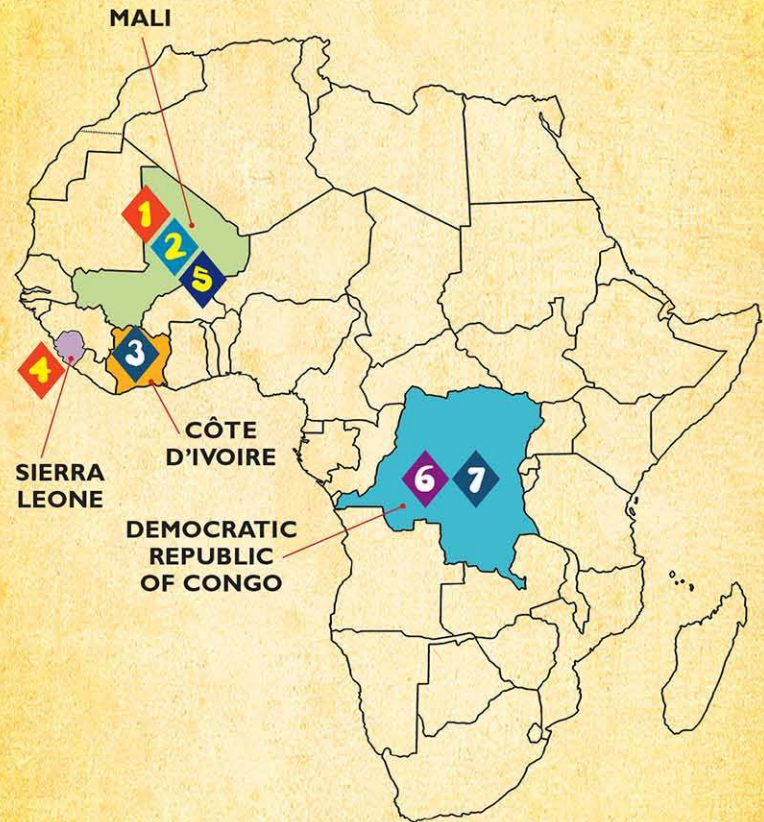 MALI
1
2
5
3
4
CÔTE
D'IVOIRE
SIERRA
LEONE
6 7
DEMOCRATIC
REPUBLIC
OF CONGO